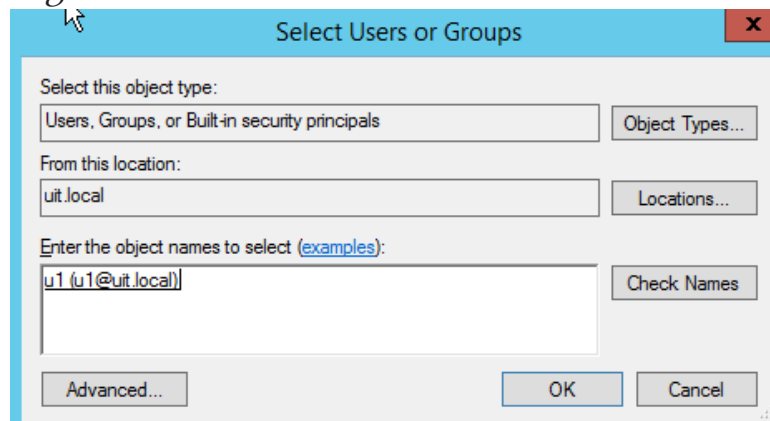 Select Users or Groups
x
Select this object type:
Users, Groups, or Built-in security principals
Object Types...
From this location:
uit.local
Locations...
Enter the object names to select (examples):
u1 (u1@uit.local)
Check Names
Advanced...
OK
Cancel